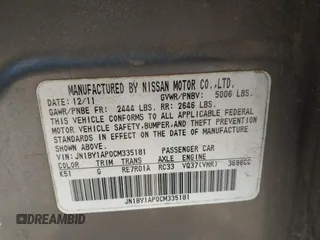 MANUFACTURED BY NISSAN MOTOR CO.,LTD.
DATE: 12/11 GVWR/PNBV: 5006 LBS.
GAWR/PNBE FR: 2444 LBS. RR: 2646 LBS.
THIS VEHICLE CONFORMS TO ALL APPLICABLE
FEDERAL MOTOR VEHICLE SAFETY,BUMPER,AND THEFT
PREVENTION STANDARDS IN EFFECT ON THE DATE OF
MANUFACTURE SHOWN ABOVE.
VIN: JN1BY1AP0CM335181 PASSENGER CAR
COLOR TRIM TRANS AXLE ENGINE
K51 G RE7R01A RC33 VQ37(VHR) 3696CC
JN1BY1AP0CM335181